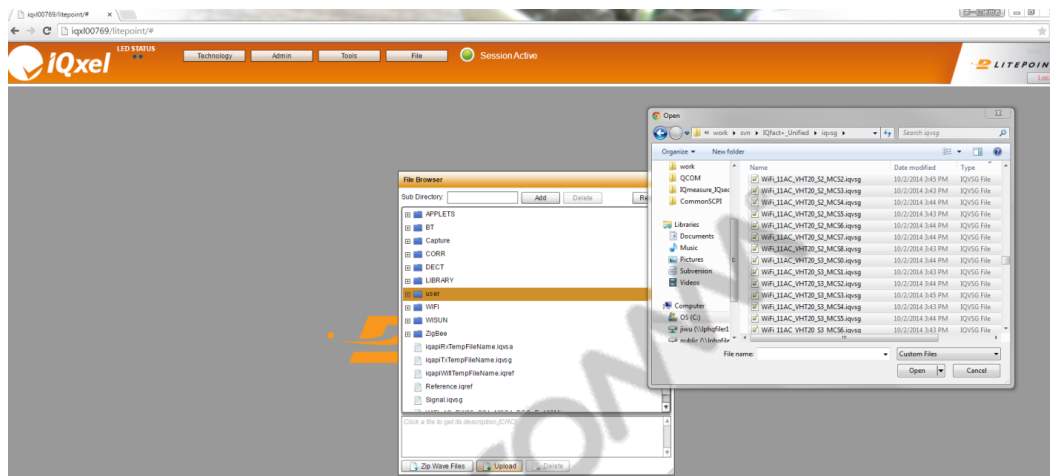 iqxl00769/litepoint/#
iqxl00769/litepoint/#
iQxel
LED STATUS
Technology
Admin
Tools
File
Session Active
LITEPOIN
Loc
File Browser
Sub Directory:
Add
Delete
Re
APPLETS
BT
Capture
CORR
DECT
LIBRARY
user
WIFI
WISUN
ZigBee
iqapiRxTempFileName.iqvsa
iqapiTxTempFileName.iqvsg
iqapiWifiTempFileName.iqref
Reference.iqref
Signal.iqvsg
Click a file to get its description,[CRC]
Zip Wave Files
Upload
Delete
Open
« work ▸ svn ▸ IQfact+_Unified ▸ iqvsg ▸
Search iqvsg
Organize
New folder
work
QCOM
IQmeasure_IQsec
CommonSCPI
Libraries
Documents
Music
Pictures
Subversion
Videos
Computer
OS (C:)
jiwu (\\lphqfiler1
public (\\lphqfile
Name Date modified Type
WiFi_11AC_VHT20_S2_MCS2.iqvsg 10/2/2014 3:45 PM IQVSG File
WiFi_11AC_VHT20_S2_MCS3.iqvsg 10/2/2014 3:43 PM IQVSG File
WiFi_11AC_VHT20_S2_MCS4.iqvsg 10/2/2014 3:44 PM IQVSG File
WiFi_11AC_VHT20_S2_MCS5.iqvsg 10/2/2014 3:43 PM IQVSG File
WiFi_11AC_VHT20_S2_MCS6.iqvsg 10/2/2014 3:44 PM IQVSG File
WiFi_11AC_VHT20_S2_MCS7.iqvsg 10/2/2014 3:44 PM IQVSG File
WiFi_11AC_VHT20_S2_MCS8.iqvsg 10/2/2014 3:43 PM IQVSG File
WiFi_11AC_VHT20_S3_MCS0.iqvsg 10/2/2014 3:44 PM IQVSG File
WiFi_11AC_VHT20_S3_MCS1.iqvsg 10/2/2014 3:43 PM IQVSG File
WiFi_11AC_VHT20_S3_MCS2.iqvsg 10/2/2014 3:44 PM IQVSG File
WiFi_11AC_VHT20_S3_MCS3.iqvsg 10/2/2014 3:45 PM IQVSG File
WiFi_11AC_VHT20_S3_MCS4.iqvsg 10/2/2014 3:43 PM IQVSG File
WiFi_11AC_VHT20_S3_MCS5.iqvsg 10/2/2014 3:44 PM IQVSG File
WiFi_11AC_VHT20_S3_MCS6.iqvsg 10/2/2014 3:43 PM IQVSG File
File name:
Custom Files
Open
Cancel